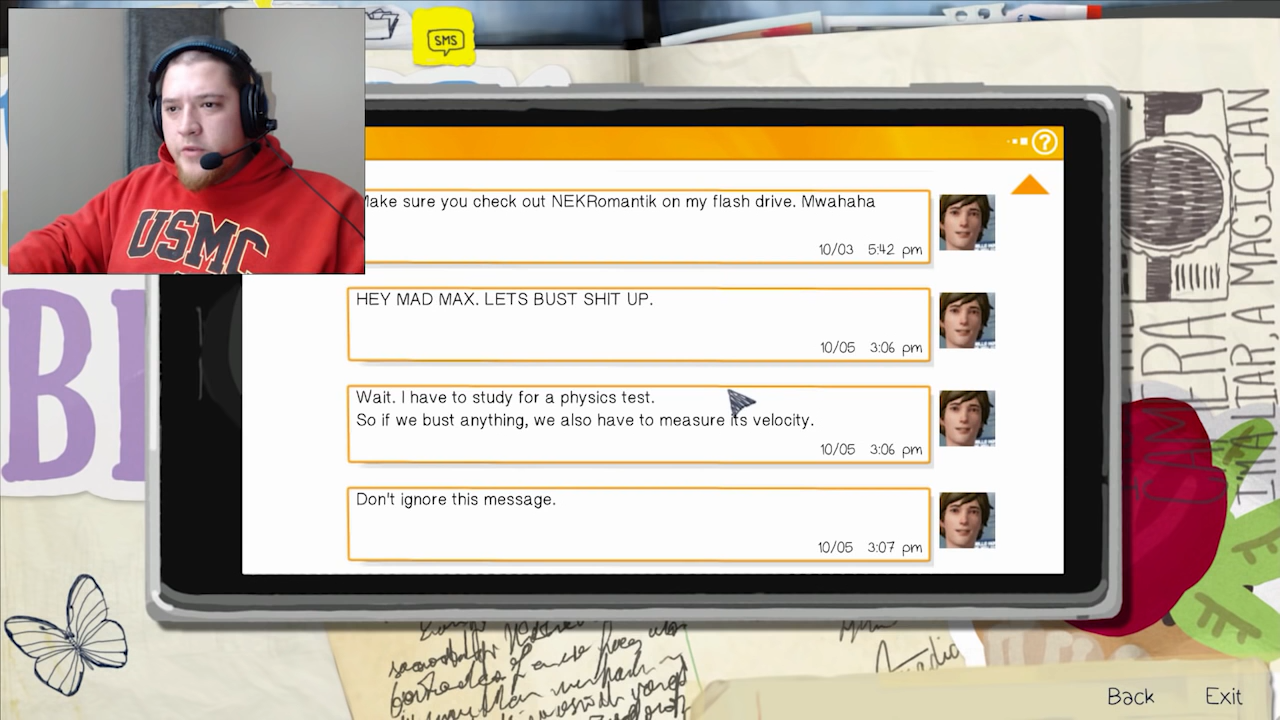 SMS
USMC
?
Make sure you check out NEKRomantik on my flash drive. Mwahaha
10/03 5:42 pm
HEY MAD MAX. LETS BUST SHIT UP.
10/05 3:06 pm
Wait. I have to study for a physics test.
So if we bust anything, we also have to measure its velocity.
10/05 3:06 pm
Don't ignore this message.
10/05 3:07 pm
Back Exit